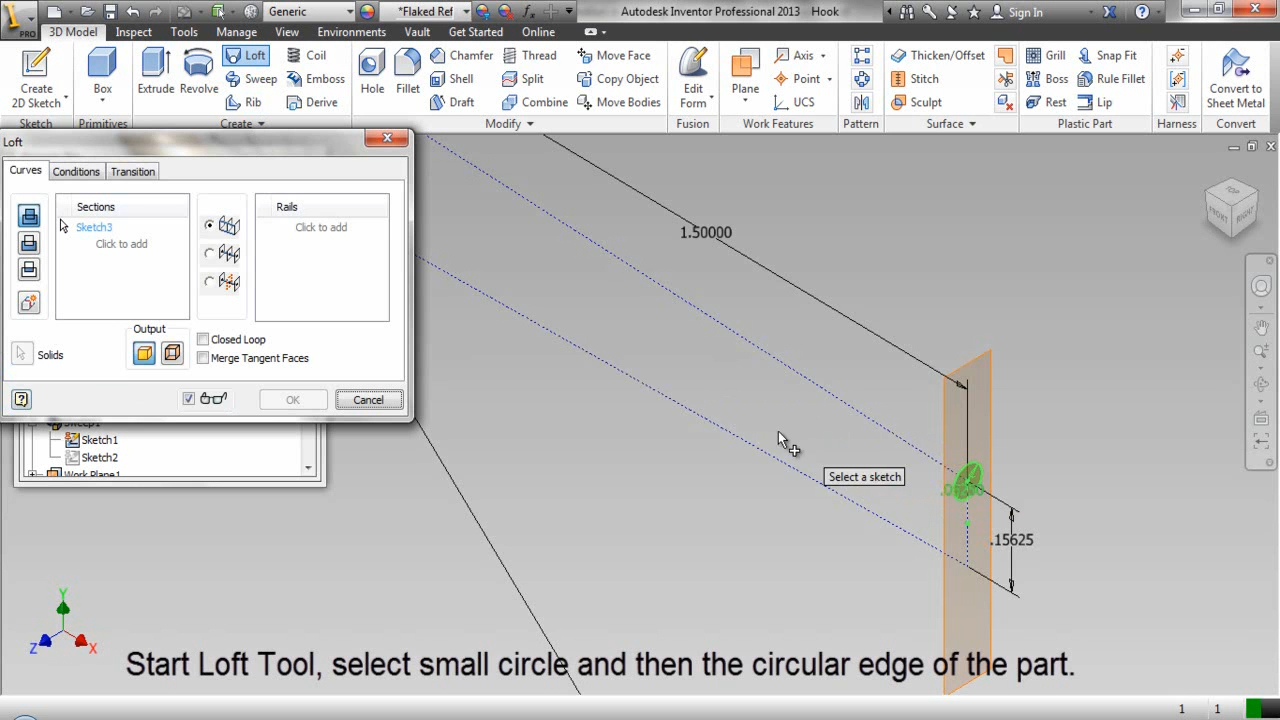 Generic
*Flaked Ref
Autodesk Inventor Professional 2013 Hook
Sign In
PRO
3D Model Inspect Tools Manage View Environments Vault Get Started Online
Create
2D Sketch
Box
Extrude
Revolve
Loft
Sweep
Rib
Coil
Emboss
Derive
Hole
Fillet
Chamfer
Shell
Draft
Thread
Split
Combine
Move Face
Copy Object
Move Bodies
Edit
Form
Plane
Axis
Point
UCS
Thicken/Offset
Stitch
Sculpt
Grill
Boss
Rest
Snap Fit
Rule Fillet
Lip
Convert to
Sheet Metal
Sketch Primitives Create Modify Fusion Work Features Pattern Surface Plastic Part Harness Convert
Loft
Curves Conditions Transition
Sections
Sketch3
Click to add
Rails
Click to add
Output
Solids
Closed Loop
Merge Tangent Faces
OK
Cancel
Sweep1
Sketch1
Sketch2
Work Plane1
1.50000
Select a sketch
.15625
FRONT
RIGHT
Y
Z
X
Start Loft Tool, select small circle and then the circular edge of the part.
1 1